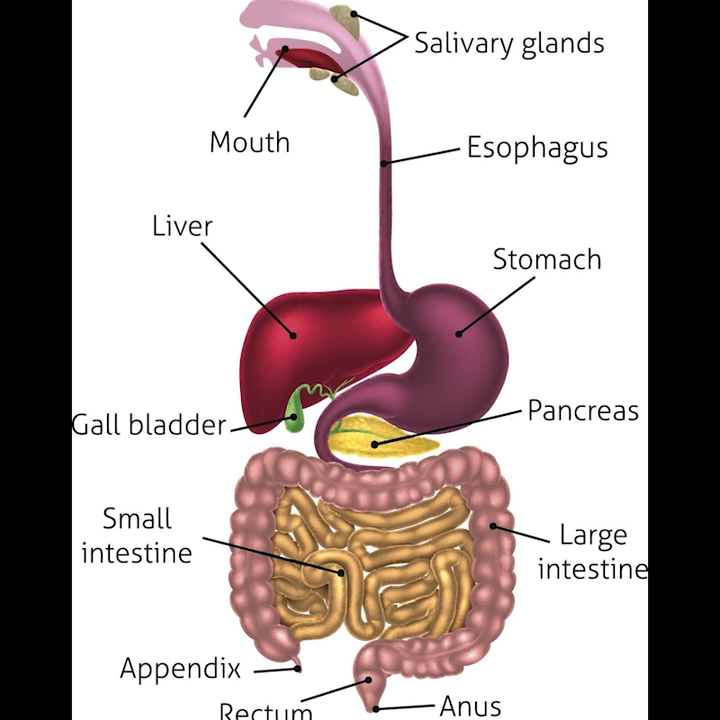 Salivary glands
Mouth
Esophagus
Liver
Stomach
Gall bladder
Pancreas
Small
intestine
Large
intestine
Appendix
Rectum
Anus